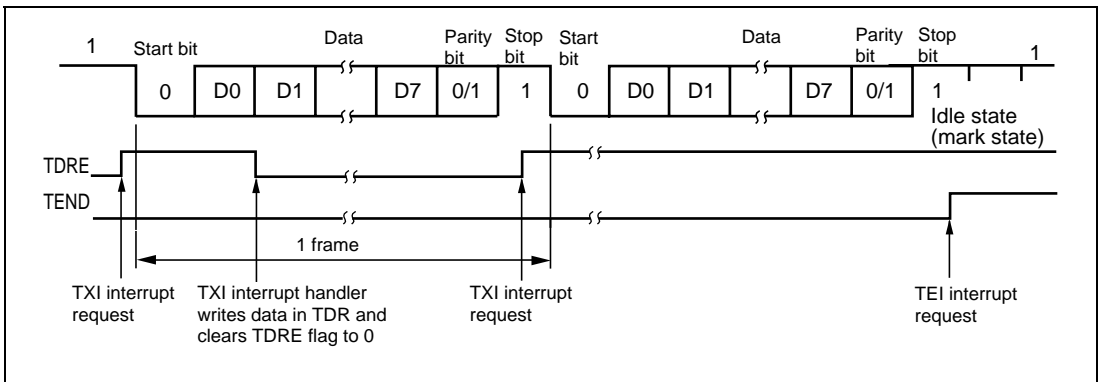 1
Start bit
Data
Parity bit
Stop bit
Start bit
Data
Parity bit
Stop bit
1
0 D0 D1 D7 0/1 1 0 D0 D1 D7 0/1 1
Idle state
(mark state)
TDRE
TEND
1 frame
TXI interrupt
request
TXI interrupt handler
writes data in TDR and
clears TDRE flag to 0
TXI interrupt
request
TEI interrupt
request